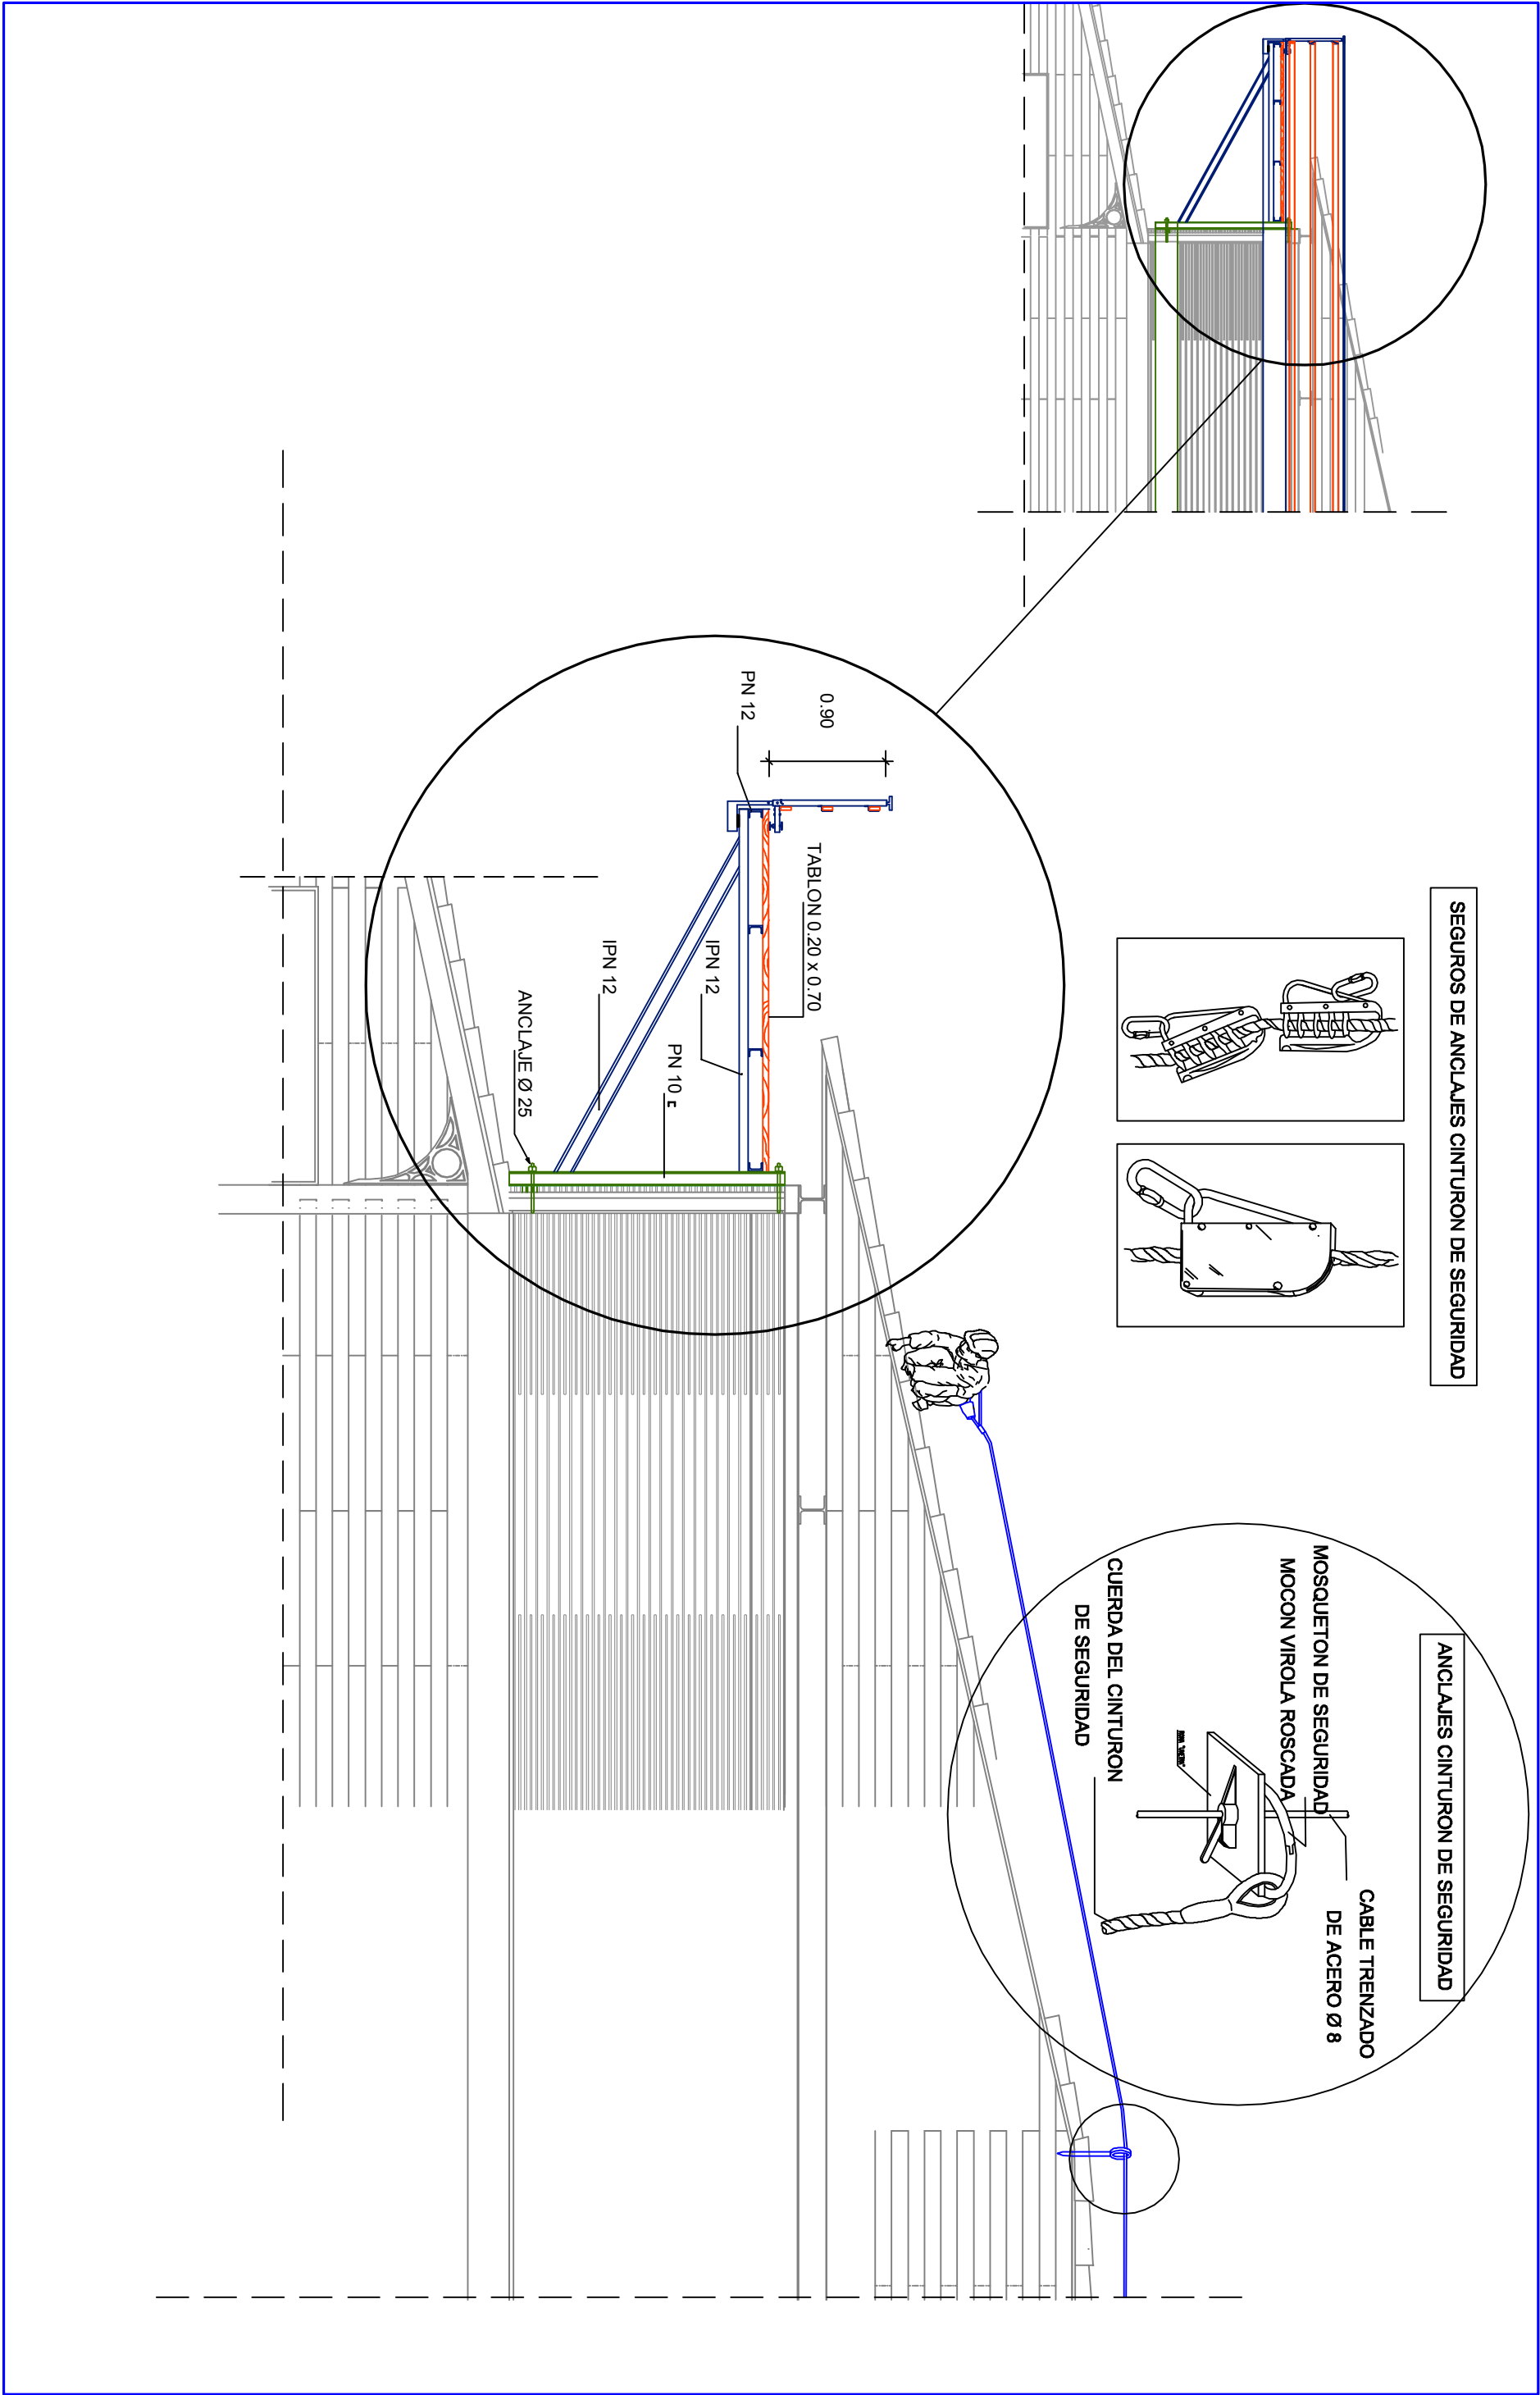 SEGUROS DE ANCLAJES CINTURON DE SEGURIDAD
ANCLAJES CINTURON DE SEGURIDAD
CABLE TRENZADO
DE ACERO Ø 8
MOSQUETON DE SEGURIDAD
MOCON VIROLA ROSCADA
CUERDA DEL CINTURON
DE SEGURIDAD
0.90
PN 12
TABLON 0.20 x 0.70
IPN 12
IPN 12
PN 10
ANCLAJE Ø 25